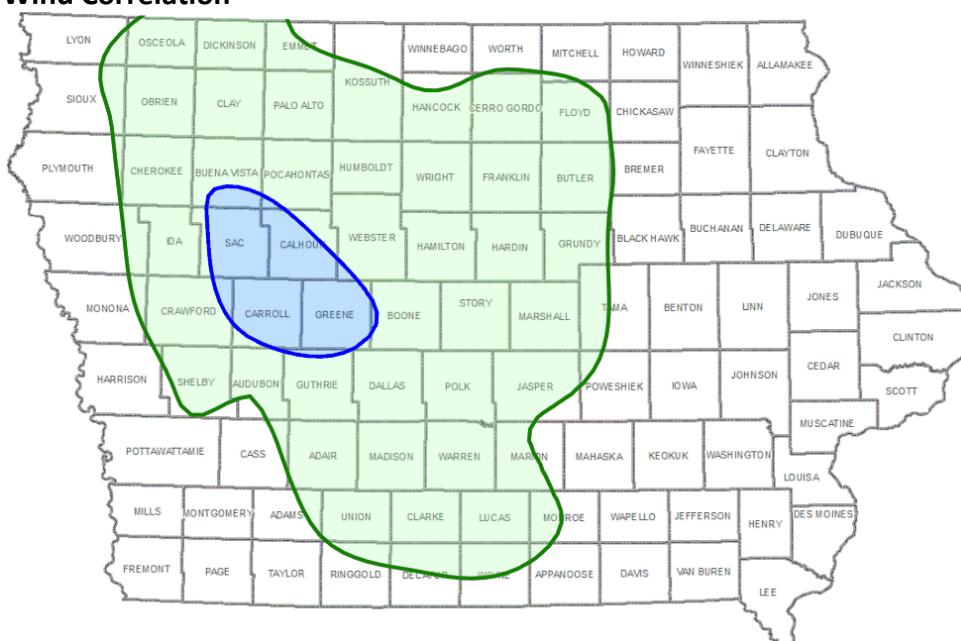 Wind Correlation
LYON OSCEOLA DICKINSON EMMET WINNEBAGO WORTH MITCHELL HOWARD WINNESHIEK ALLAMAKEE
KOSSUTH
SIOUX OBRIEN CLAY PALO ALTO HANCOCK CERRO GORDO FLOYD CHICKASAW
PLYMOUTH CHEROKEE BUENA VISTA POCAHONTAS HUMBOLDT WRIGHT FRANKLIN BUTLER BREMER FAYETTE CLAYTON
WOODBURY IDA SAC CALHOUN WEBSTER HAMILTON HARDIN GRUNDY BLACK HAWK BUCHANAN DELAWARE DUBUQUE
JACKSON
MONONA CRAWFORD CARROLL GREENE BOONE STORY MARSHALL TAMA BENTON LINN JONES
CLINTON
HARRISON SHELBY AUDUBON GUTHRIE DALLAS POLK JASPER POWESHIEK IOWA JOHNSON CEDAR
SCOTT
MUSCATINE
POTTAWATTAMIE CASS ADAIR MADISON WARREN MARION MAHASKA KEOKUK WASHINGTON
LOUISA
MILLS MONTGOMERY ADAMS UNION CLARKE LUCAS MONROE WAPELLO JEFFERSON HENRY DES MOINES
FREMONT PAGE TAYLOR RINGGOLD DECATUR WAYNE APPANOOSE DAVIS VAN BUREN
LEE